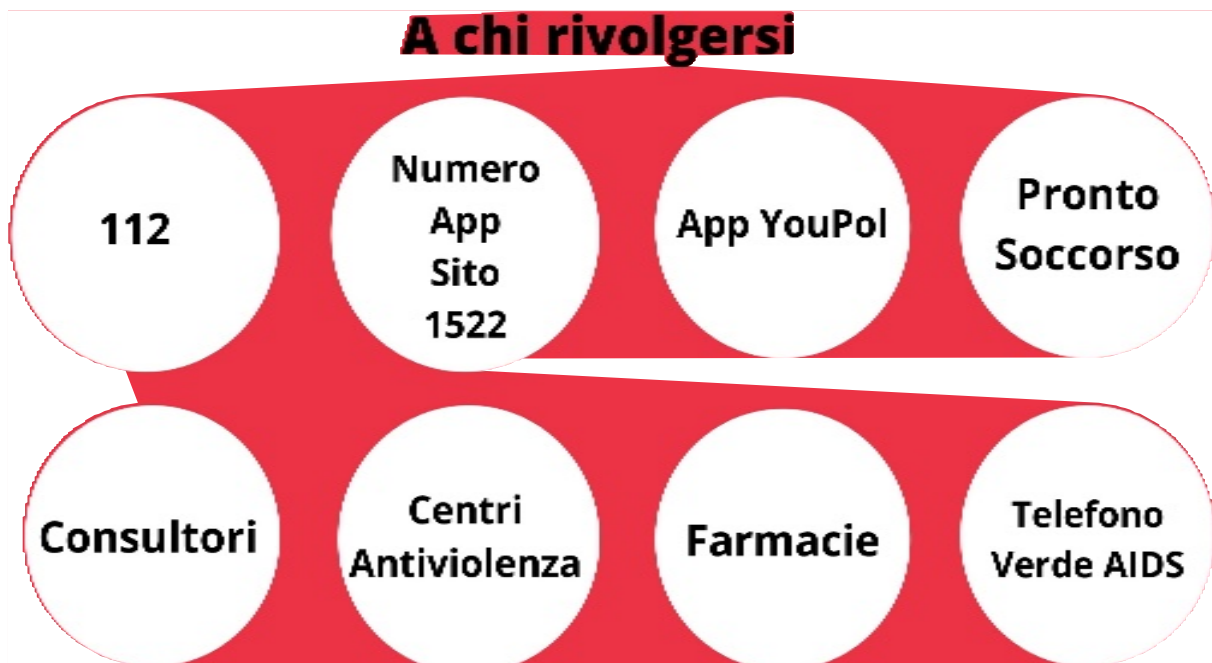 A chi rivolgersi
112
Numero
App
Sito
1522
App YouPol
Pronto
Soccorso
Consultori
Centri
Antiviolenza
Farmacie
Telefono
Verde AIDS